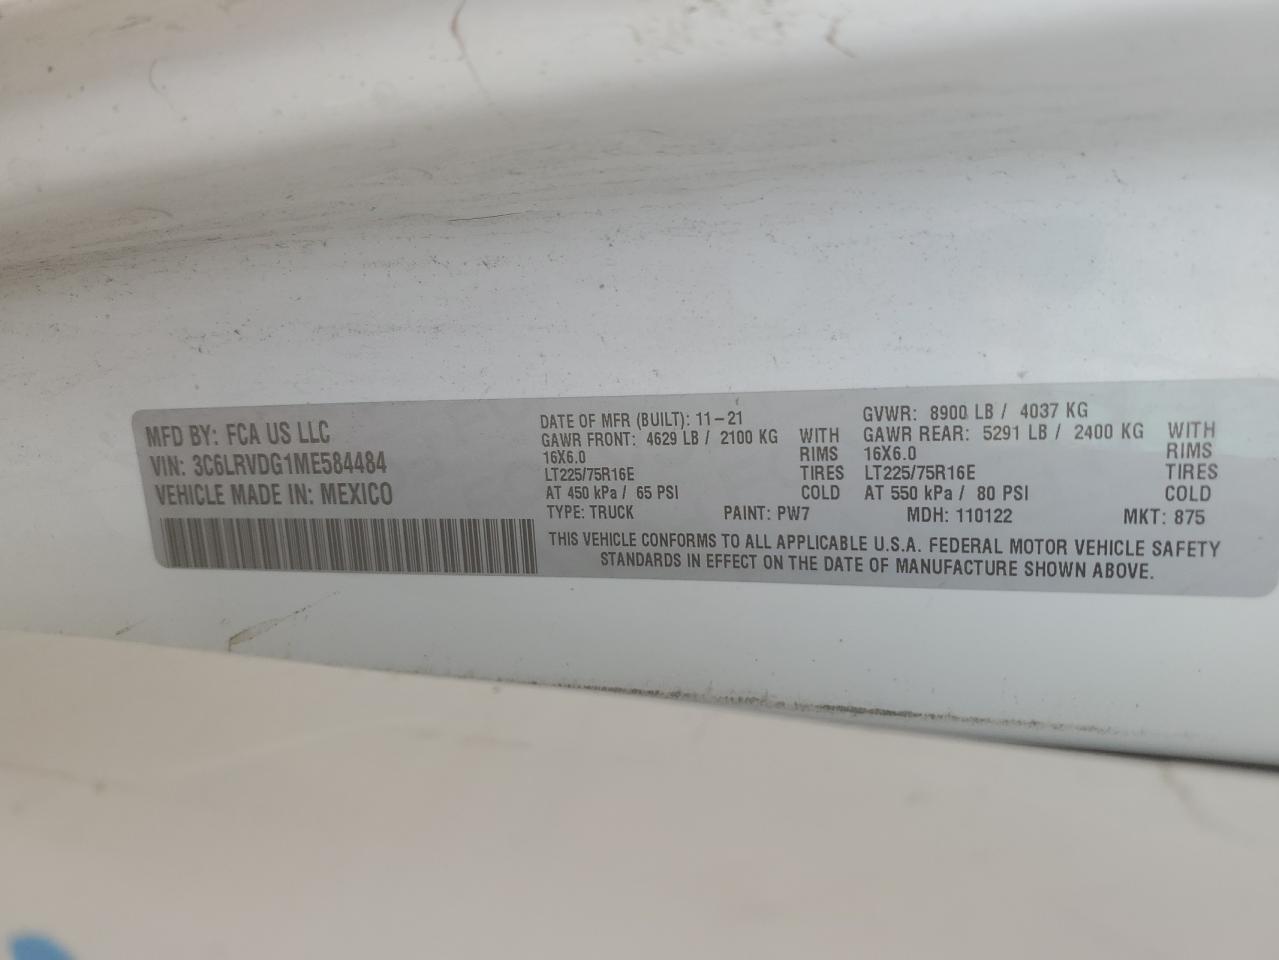 MFD BY: FCA US LLC
VIN: 3C6LRVDG1ME584484
VEHICLE MADE IN: MEXICO
DATE OF MFR (BUILT): 11-21
GVWR: 8900 LB / 4037 KG
GAWR FRONT: 4629 LB / 2100 KG WITH
16X6.0 RIMS
LT225/75R16E TIRES
AT 450 kPa / 65 PSI COLD
GAWR REAR: 5291 LB / 2400 KG WITH
16X6.0 RIMS
LT225/75R16E TIRES
AT 550 kPa / 80 PSI COLD
TYPE: TRUCK PAINT: PW7 MDH: 110122 MKT: 875
THIS VEHICLE CONFORMS TO ALL APPLICABLE U.S.A. FEDERAL MOTOR VEHICLE SAFETY
STANDARDS IN EFFECT ON THE DATE OF MANUFACTURE SHOWN ABOVE.